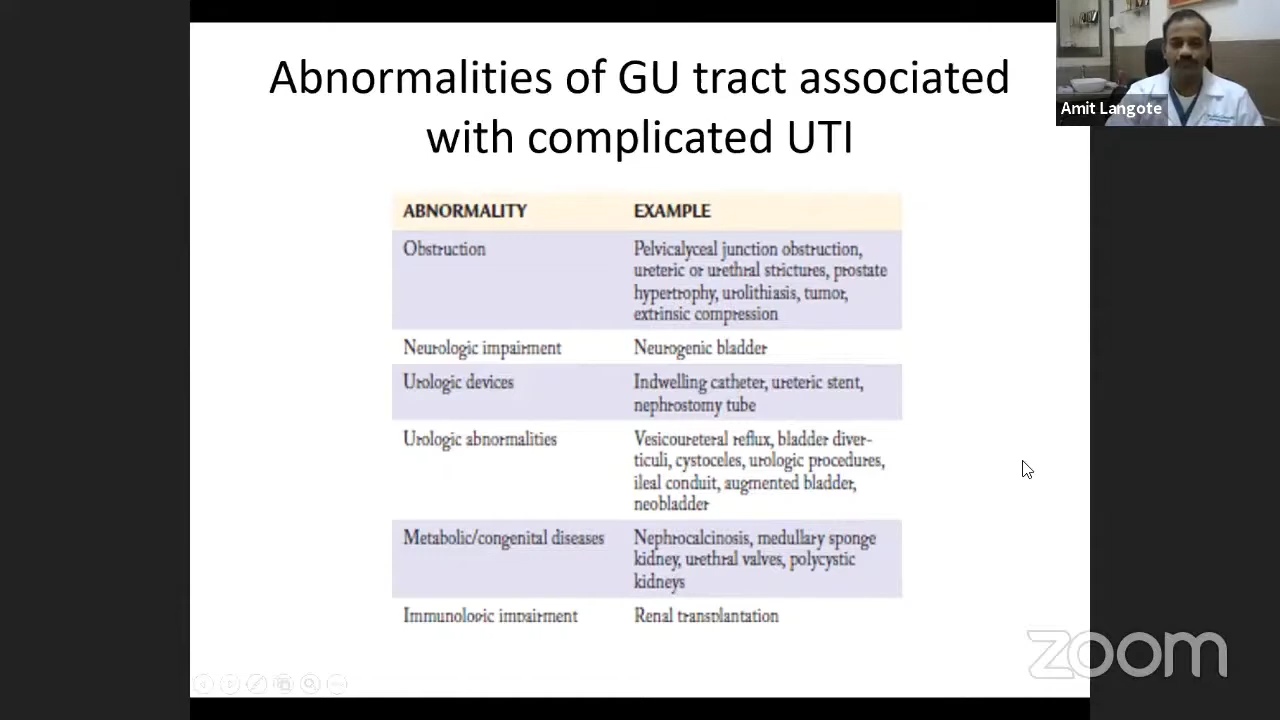 Abnormalities of GU tract associated
with complicated UTI
Amit Langote
ABNORMALITY EXAMPLE
Obstruction Pelvicalyceal junction obstruction,
ureteric or urethral strictures, prostate
hypertrophy, urolithiasis, tumor,
extrinsic compression
Neurologic impairment Neurogenic bladder
Urologic devices Indwelling catheter, ureteric stent,
nephrostomy tube
Urologic abnormalities Vesicoureteral reflux, bladder diver-
ticuli, cystoceles, urologic procedures,
ileal conduit, augmented bladder,
neobladder
Metabolic/congenital diseases Nephrocalcinosis, medullary sponge
kidney, urethral valves, polycystic
kidneys
Immunologic impairment Renal transplantation
zoom